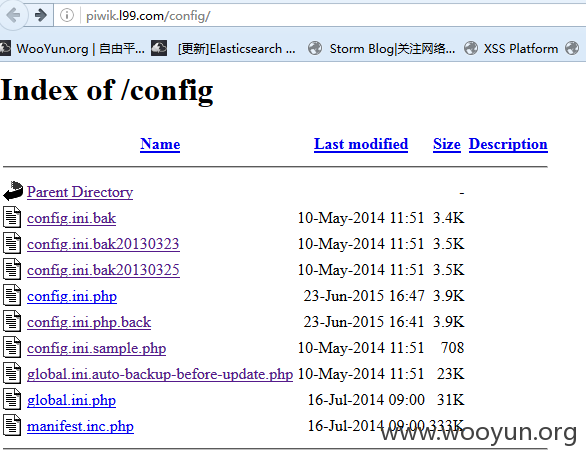 piwik.l99.com/config/
WooYun.org | 自由平... [更新]Elasticsearch ... Storm Blog|关注网络... XSS Platform
Index of /config
Name Last modified Size Description
Parent Directory -
config.ini.bak 10-May-2014 11:51 3.4K
config.ini.bak20130323 10-May-2014 11:51 3.5K
config.ini.bak20130325 10-May-2014 11:51 3.5K
config.ini.php 23-Jun-2015 16:47 3.9K
config.ini.php.back 23-Jun-2015 16:41 3.9K
config.ini.sample.php 10-May-2014 11:51 708
global.ini.auto-backup-before-update.php 10-May-2014 11:51 23K
global.ini.php 16-Jul-2014 09:00 31K
manifest.inc.php 16-Jul-2014 09:00 333K
www.wooyun.org